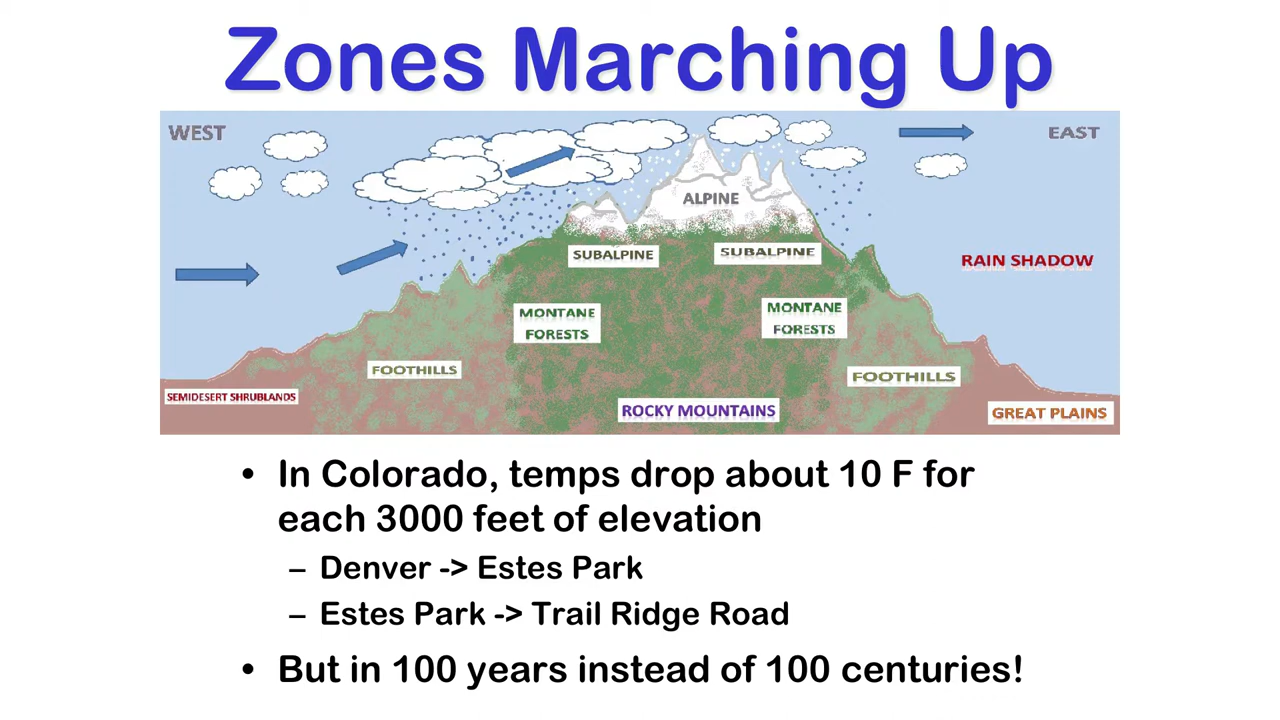 Zones Marching Up
WEST
EAST
ALPINE
SUBALPINE
SUBALPINE
RAIN SHADOW
MONTANE
FORESTS
MONTANE
FORESTS
FOOTHILLS
FOOTHILLS
SEMIDESERT SHRUBLANDS
ROCKY MOUNTAINS
GREAT PLAINS
• In Colorado, temps drop about 10 F for
each 3000 feet of elevation
– Denver -> Estes Park
– Estes Park -> Trail Ridge Road
• But in 100 years instead of 100 centuries!